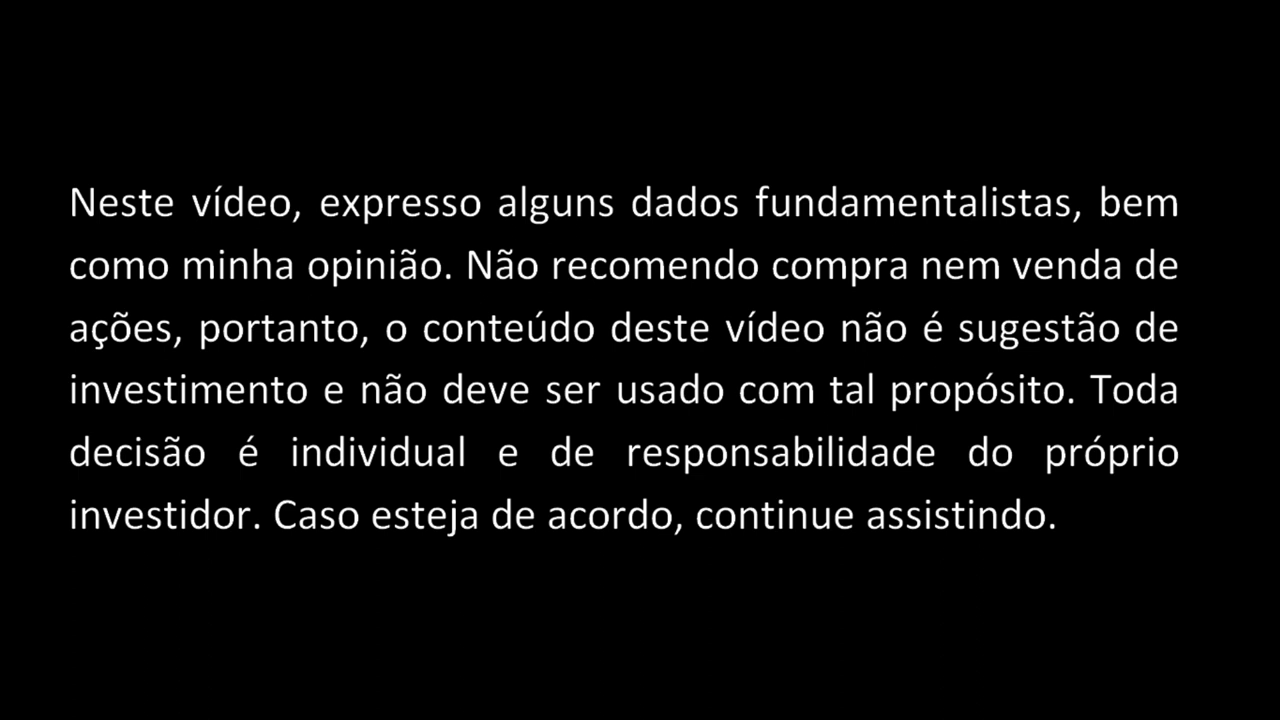 Neste vídeo, expresso alguns dados fundamentalistas, bem
como minha opinião. Não recomendo compra nem venda de
ações, portanto, o conteúdo deste vídeo não é sugestão de
investimento e não deve ser usado com tal propósito. Toda
decisão é individual e de responsabilidade do próprio
investidor. Caso esteja de acordo, continue assistindo.